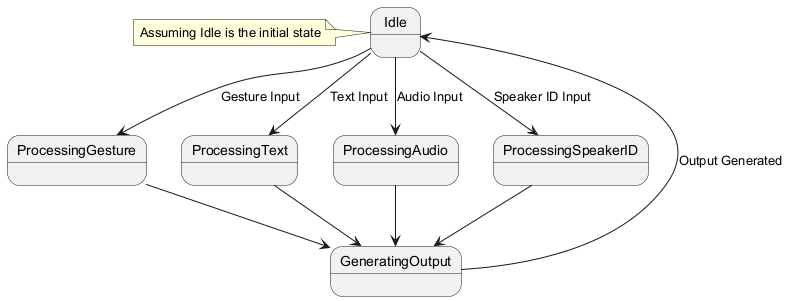 Idle
Assuming Idle is the initial state
Gesture Input
Text Input
Audio Input
Speaker ID Input
ProcessingGesture
ProcessingText
ProcessingAudio
ProcessingSpeakerID
Output Generated
GeneratingOutput